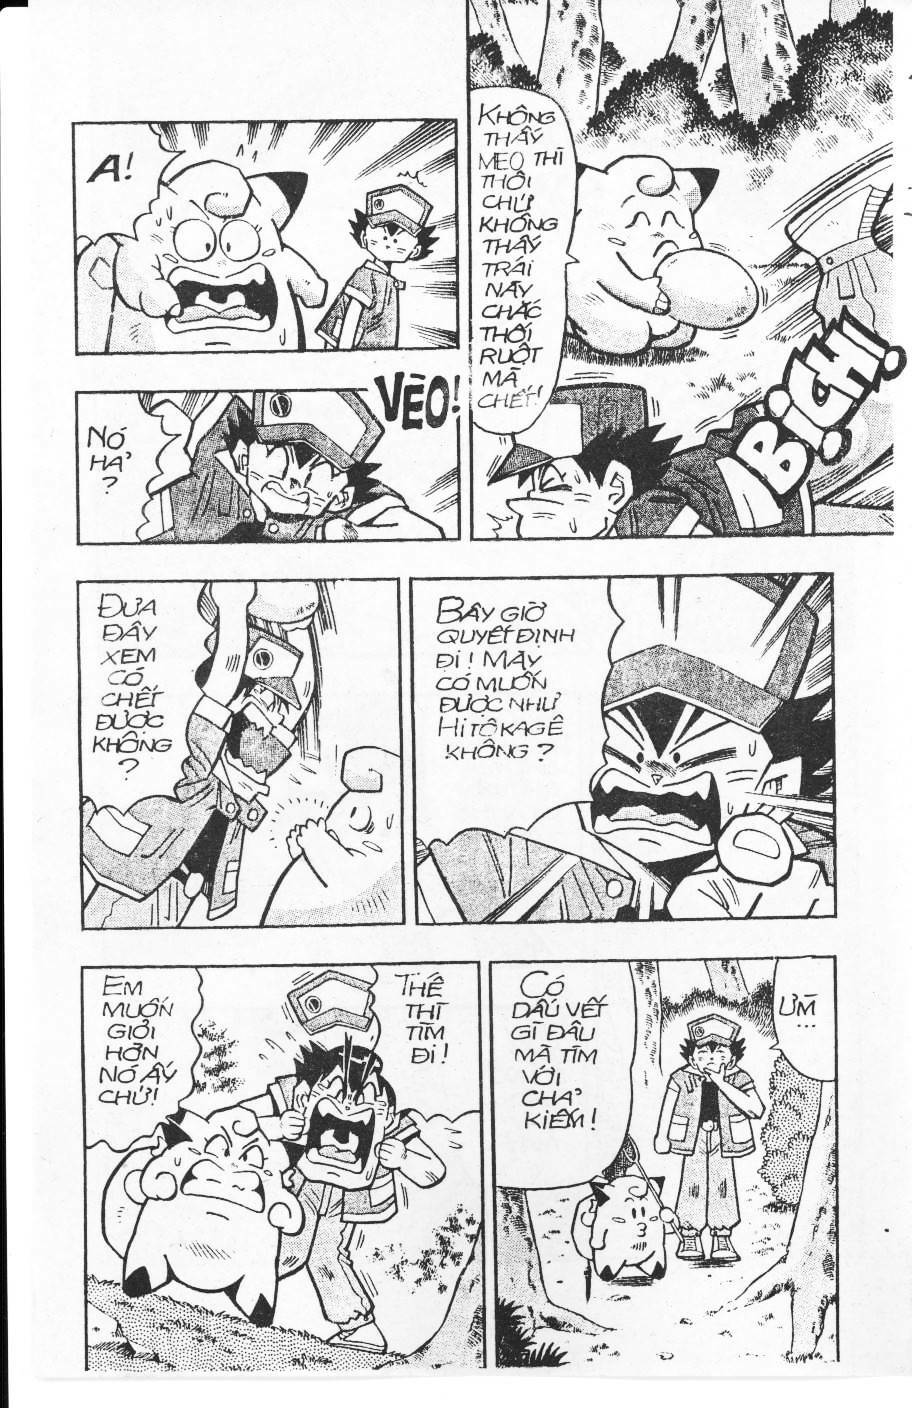 A!
KHÔNG
THẤY
MEO THÌ
THÔI
CHỨ
KHÔNG
THẤY
TRÁI
NÀY
CHẮC
THỐI
RUỘT
MÀ
CHẾT!
VÈO!
NÓ
HẢ
?
BỊCH!
ĐƯA
ĐÂY
XEM
CÓ
CHẾT
ĐƯỢC
KHÔNG
?
BÂY GIỜ
QUYẾT ĐỊNH
ĐI! MÀY
CÓ MUỐN
ĐƯỢC NHƯ
HITÔKAGÊ
KHÔNG?
EM
MUỐN
GIỎI
HƠN
NÓ ẤY
CHỨ!
THẾ
THÌ
TÌM
ĐI!
CÓ
DẤU VẾT
GÌ ĐÂU
MÀ TÌM
VỚI
CHẢ
KIẾM!
ƯM
...